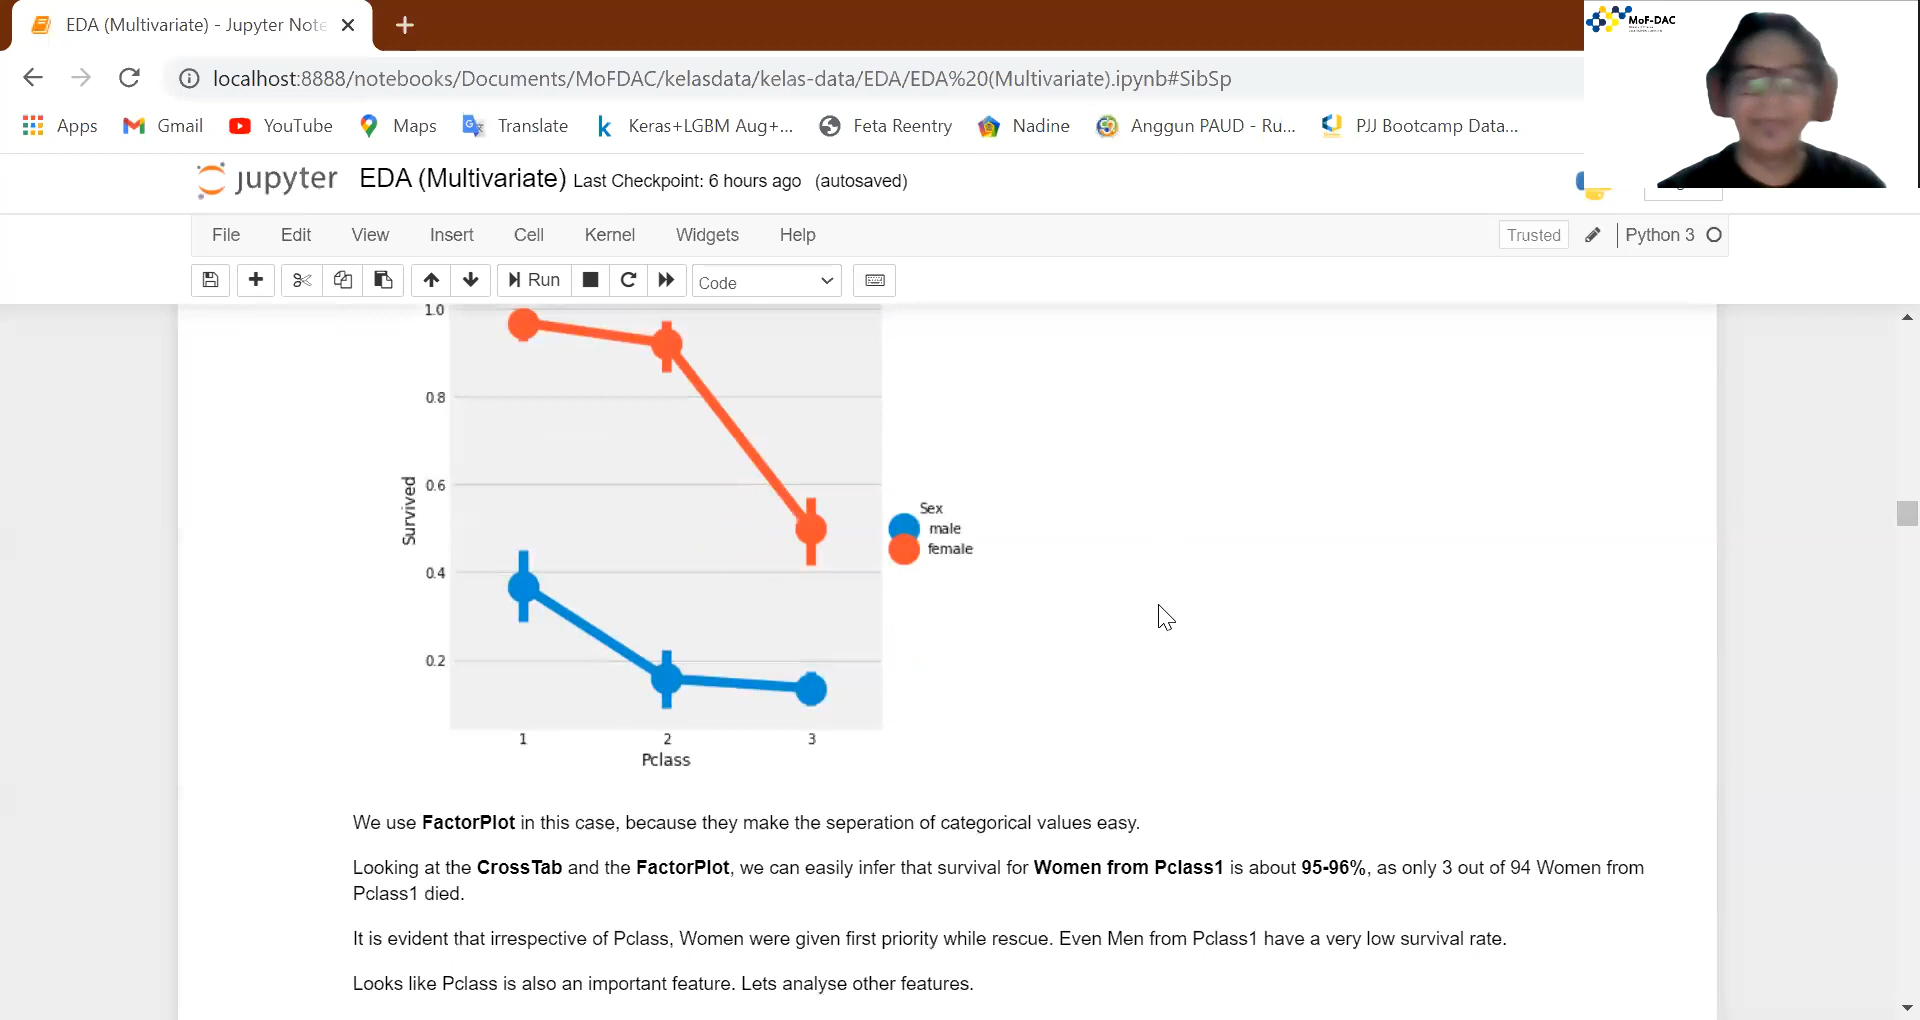 EDA (Multivariate) - Jupyter Note
MoF-DAC
localhost:8888/notebooks/Documents/MoFDAC/kelasdata/kelas-data/EDA/EDA%20(Multivariate).ipynb#SibSp
Apps Gmail YouTube Maps Translate Keras+LGBM Aug+... Feta Reentry Nadine Anggun PAUD - Ru... PJJ Bootcamp Data...
jupyter EDA (Multivariate) Last Checkpoint: 6 hours ago (autosaved)
File Edit View Insert Cell Kernel Widgets Help Trusted Python 3
Run Code
1.0
0.8
0.6
0.4
0.2
Survived
Sex
male
female
1 2 3
Pclass
We use FactorPlot in this case, because they make the seperation of categorical values easy.
Looking at the CrossTab and the FactorPlot, we can easily infer that survival for Women from Pclass1 is about 95-96%, as only 3 out of 94 Women from
Pclass1 died.
It is evident that irrespective of Pclass, Women were given first priority while rescue. Even Men from Pclass1 have a very low survival rate.
Looks like Pclass is also an important feature. Lets analyse other features.